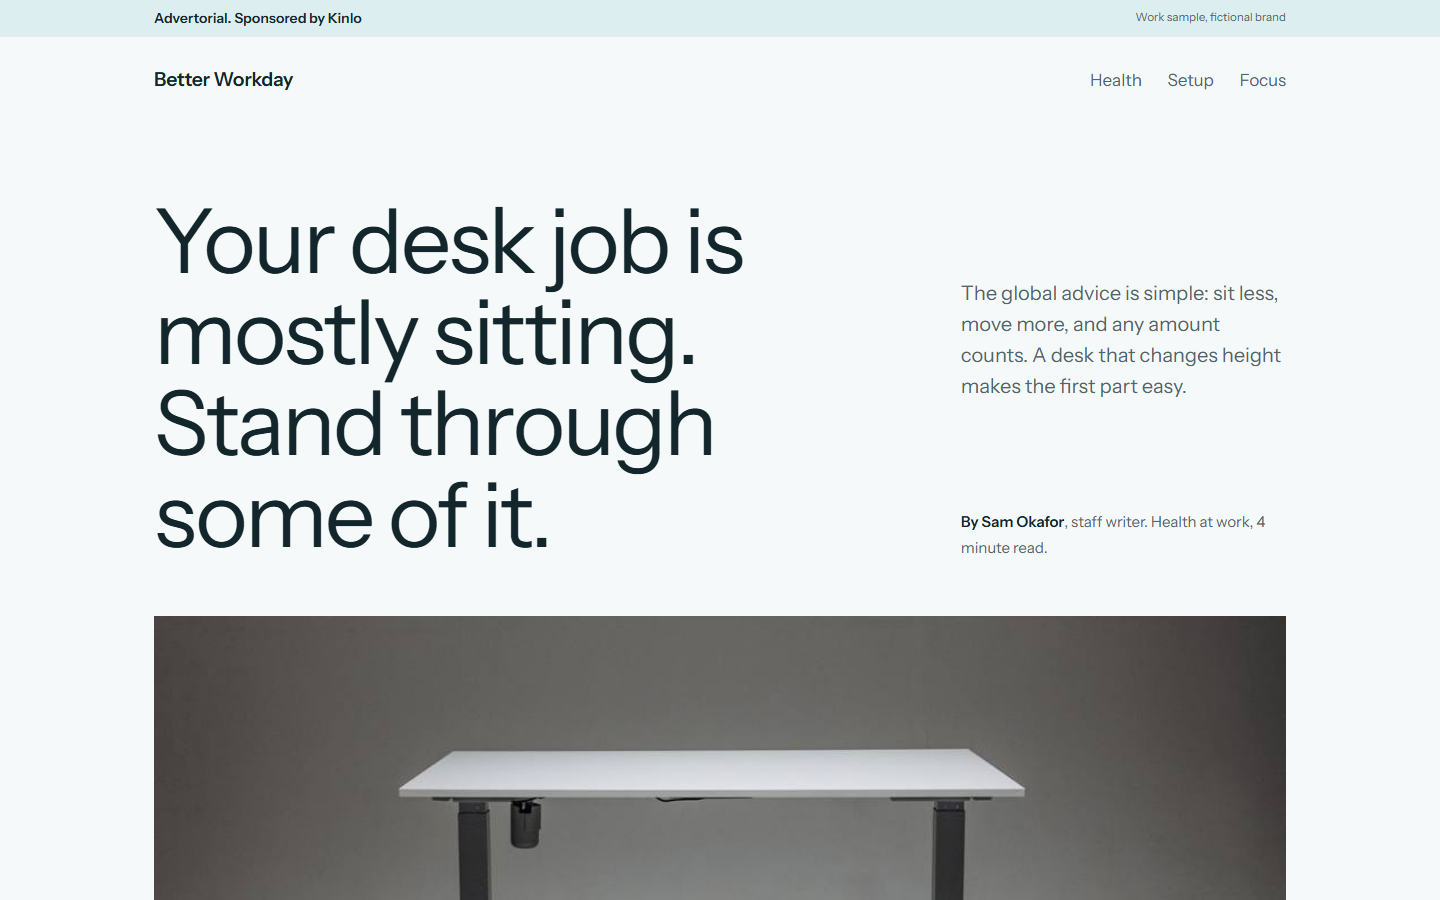 Advertorial. Sponsored by Kinlo
Work sample, fictional brand
Better Workday
Health
Setup
Focus
Your desk job is
mostly sitting.
Stand through
some of it.
The global advice is simple: sit less,
move more, and any amount
counts. A desk that changes height
makes the first part easy.
By Sam Okafor, staff writer. Health at work, 4
minute read.